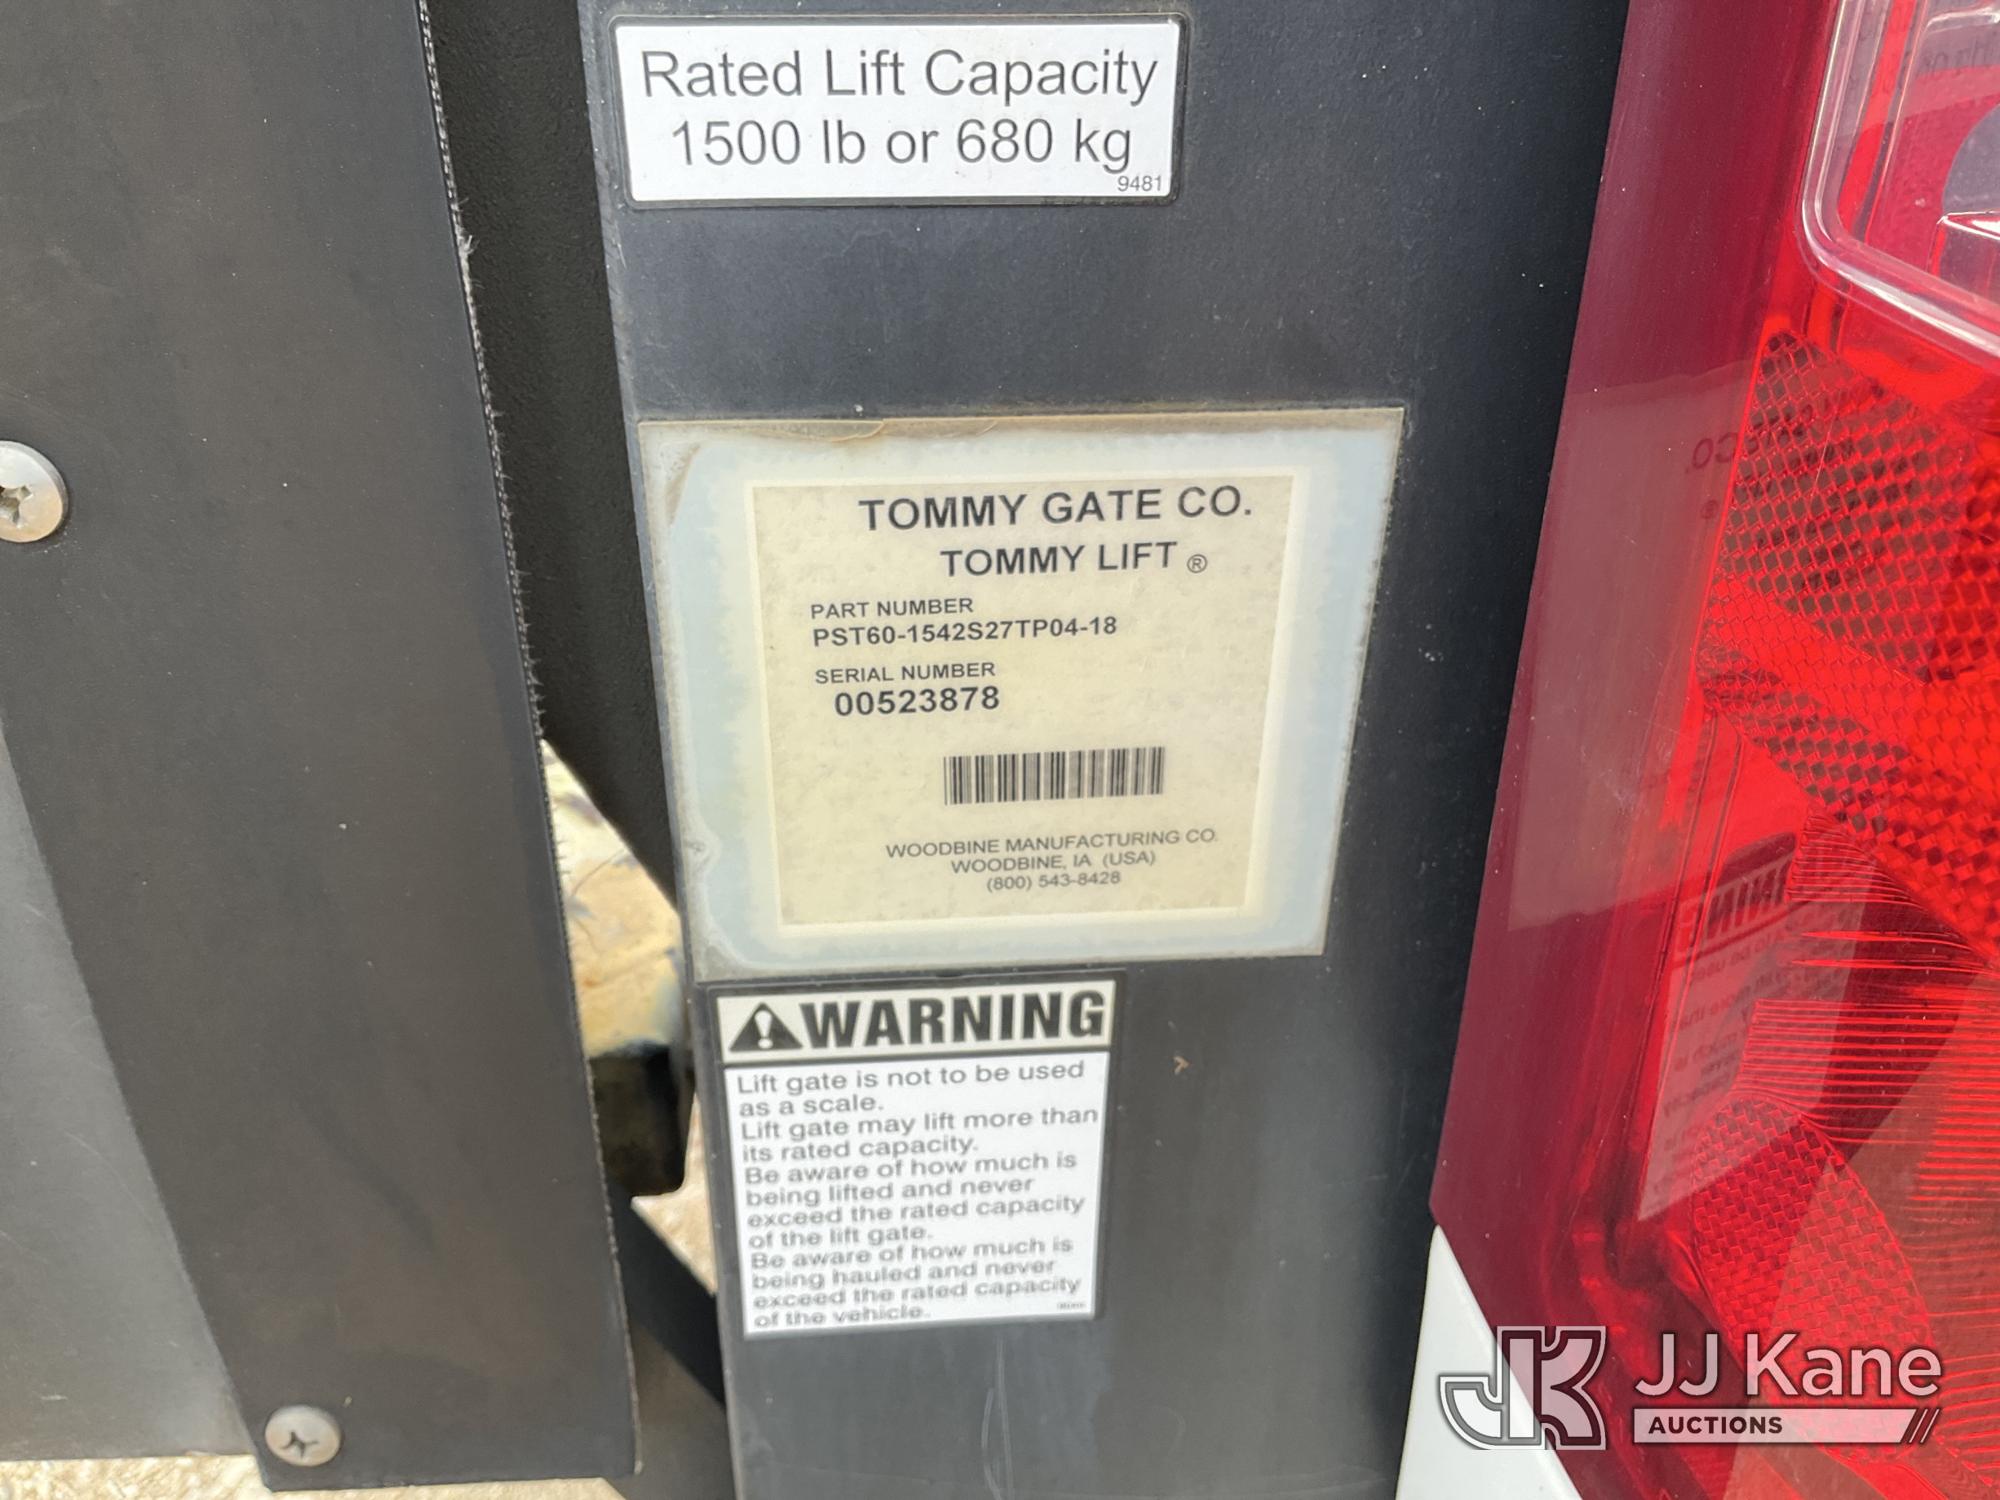 Rated Lift Capacity
1500 lb or 680 kg
9481
TOMMY GATE CO.
TOMMY LIFT ®
PART NUMBER
PST60-1542S27TP04-18
SERIAL NUMBER
00523878
WOODBINE MANUFACTURING CO.
WOODBINE, IA (USA)
(800) 543-8428
WARNING
Lift gate is not to be used
as a scale.
Lift gate may lift more than
its rated capacity.
Be aware of how much is
being lifted and never
exceed the rated capacity
of the lift gate.
Be aware of how much is
being hauled and never
exceed the rated capacity
of the vehicle.
JK
JJ Kane
AUCTIONS